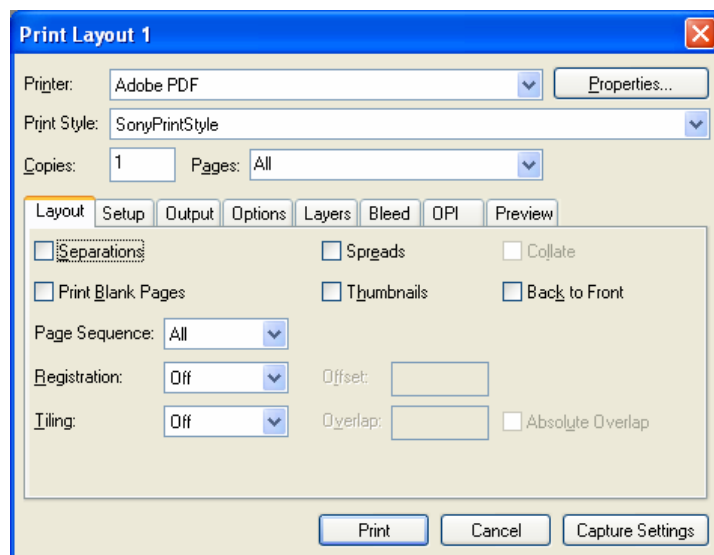 Print Layout 1
Printer: Adobe PDF Properties...
Print Style: SonyPrintStyle
Copies: 1 Pages: All
Layout Setup Output Options Layers Bleed OPI Preview
Separations Spreads Collate
Print Blank Pages Thumbnails Back to Front
Page Sequence: All
Registration: Off Offset:
Tiling: Off Overlap: Absolute Overlap
Print Cancel Capture Settings